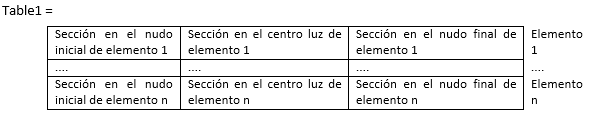 Table1 =
Sección en el nudo inicial de elemento 1
Sección en el centro luz de elemento 1
Sección en el nudo final de elemento 1
Elemento 1
....
....
....
....
Sección en el nudo inicial de elemento n
Sección en el centro luz de elemento n
Sección en el nudo final de elemento n
Elemento n